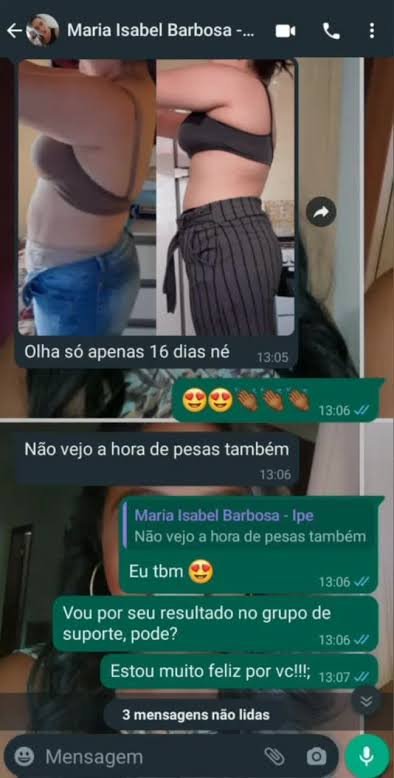 Maria Isabel Barbosa -...
Olha só apenas 16 dias né
13:05
😍😍👏🏾👏🏾👏🏾 13:06
Não vejo a hora de pesas também
13:06
Maria Isabel Barbosa - Ipe
Não vejo a hora de pesas também
Eu tbm 😍
13:06
Vou por seu resultado no grupo de
suporte, pode?
13:06
Estou muito feliz por vc!!!; 13:07
3 mensagens não lidas
Mensagem